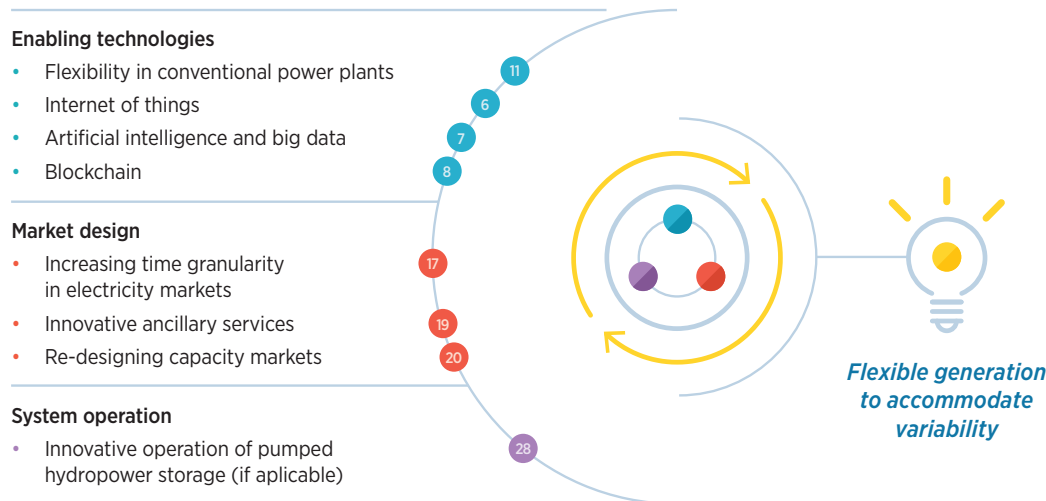 Enabling technologies
• Flexibility in conventional power plants
• Internet of things
• Artificial intelligence and big data
• Blockchain
11
6
7
8
Market design
• Increasing time granularity
in electricity markets
• Innovative ancillary services
• Re-designing capacity markets
17
19
20
System operation
• Innovative operation of pumped
hydropower storage (if aplicable)
28
Flexible generation
to accommodate
variability